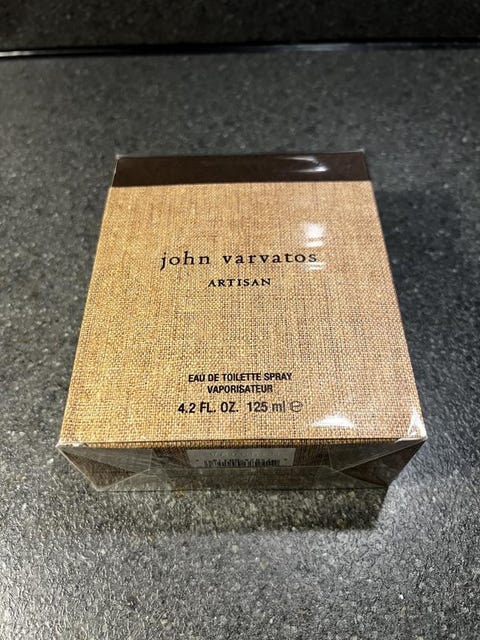 john varvatos
ARTISAN
EAU DE TOILETTE SPRAY
VAPORISATEUR
4.2 FL. OZ. 125 ml ℮